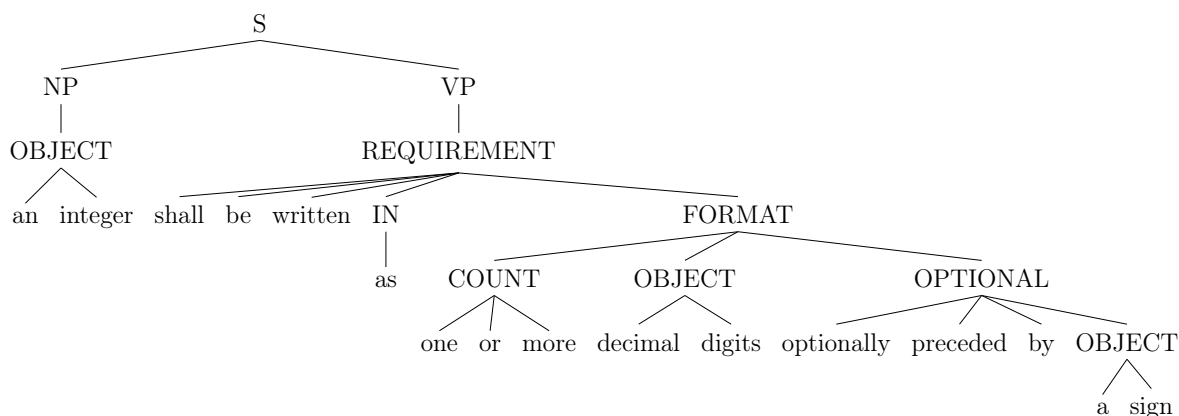 S
NP VP
OBJECT REQUIREMENT
an integer shall be written IN FORMAT
as COUNT OBJECT OPTIONAL
one or more decimal digits optionally preceded by OBJECT
a sign